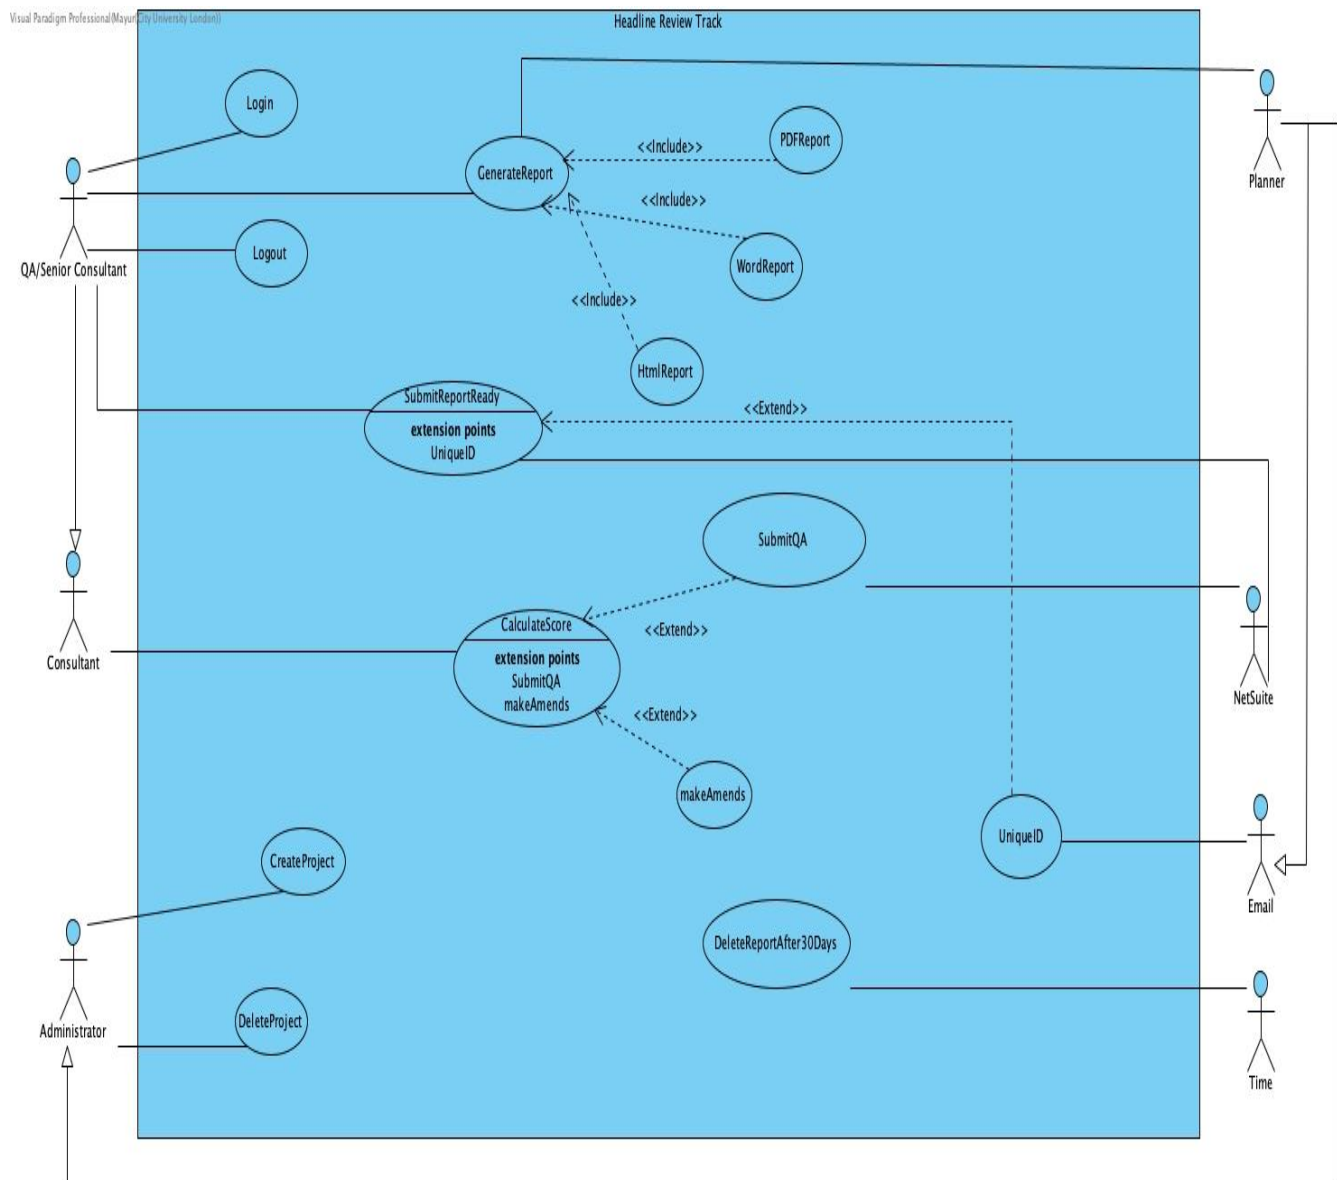 Visual Paradigm Professional(Mayuri(City University London))
Headline Review Track
Login
PDFReport
<<Include>>
GenerateReport
Planner
<<Include>>
Logout
WordReport
QA/Senior Consultant
<<Include>>
HtmlReport
SubmitReportReady
<<Extend>>
extension points
UniqueID
SubmitQA
CalculateScore
<<Extend>>
extension points
Consultant
SubmitQA
NetSuite
makeAmends
<<Extend>>
makeAmends
UniqueID
CreateProject
Email
DeleteReportAfter30Days
DeleteProject
Administrator
Time